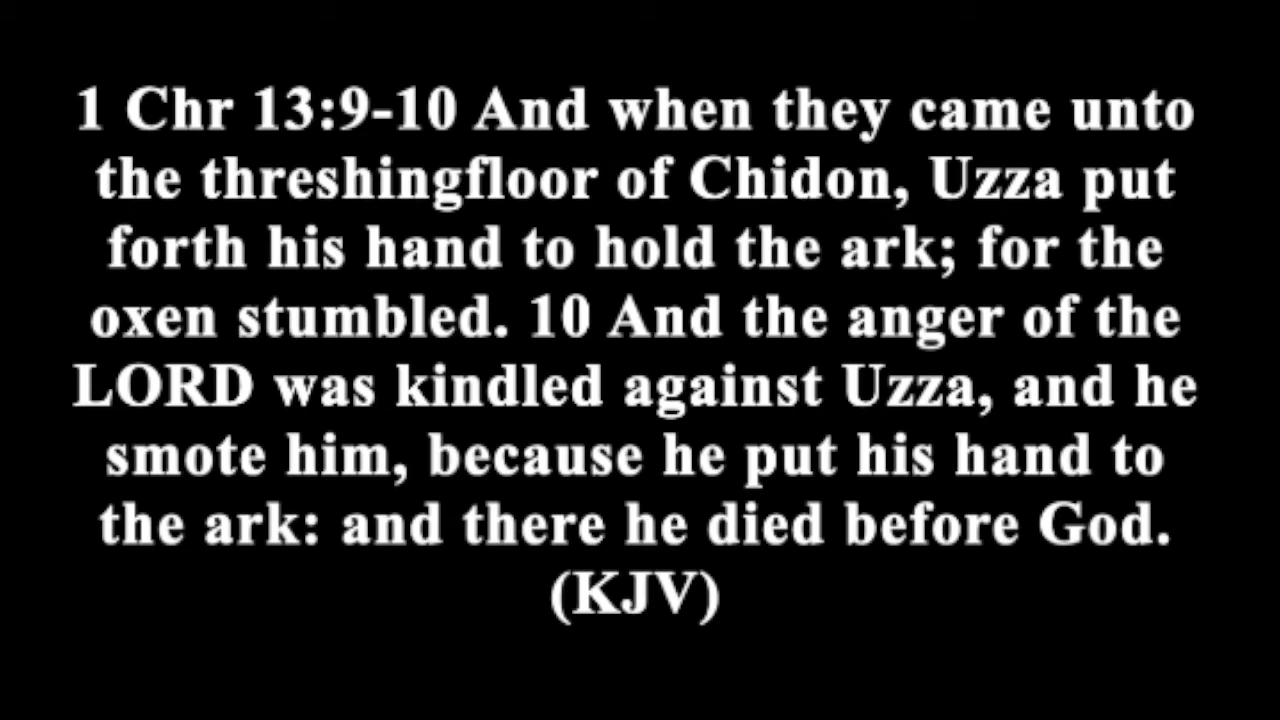 1 Chr 13:9-10 And when they came unto
the threshingfloor of Chidon, Uzza put
forth his hand to hold the ark; for the
oxen stumbled. 10 And the anger of the
LORD was kindled against Uzza, and he
smote him, because he put his hand to
the ark: and there he died before God.
(KJV)